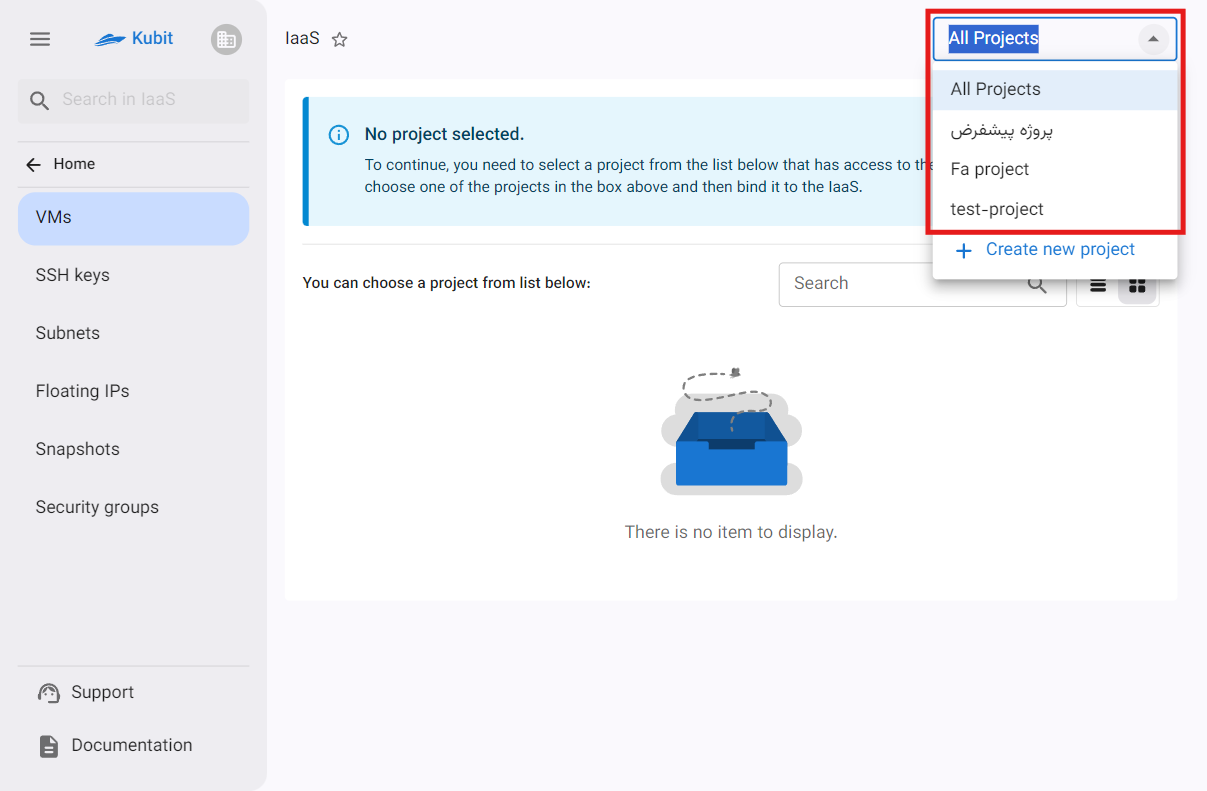 Kubit
Search in IaaS
Home
VMs
SSH keys
Subnets
Floating IPs
Snapshots
Security groups
Support
Documentation
IaaS
All Projects
All Projects
پروژه پیشفرض
Fa project
test-project
Create new project
No project selected.
To continue, you need to select a project from the list below that has access to the
choose one of the projects in the box above and then bind it to the IaaS.
You can choose a project from list below:
Search
There is no item to display.